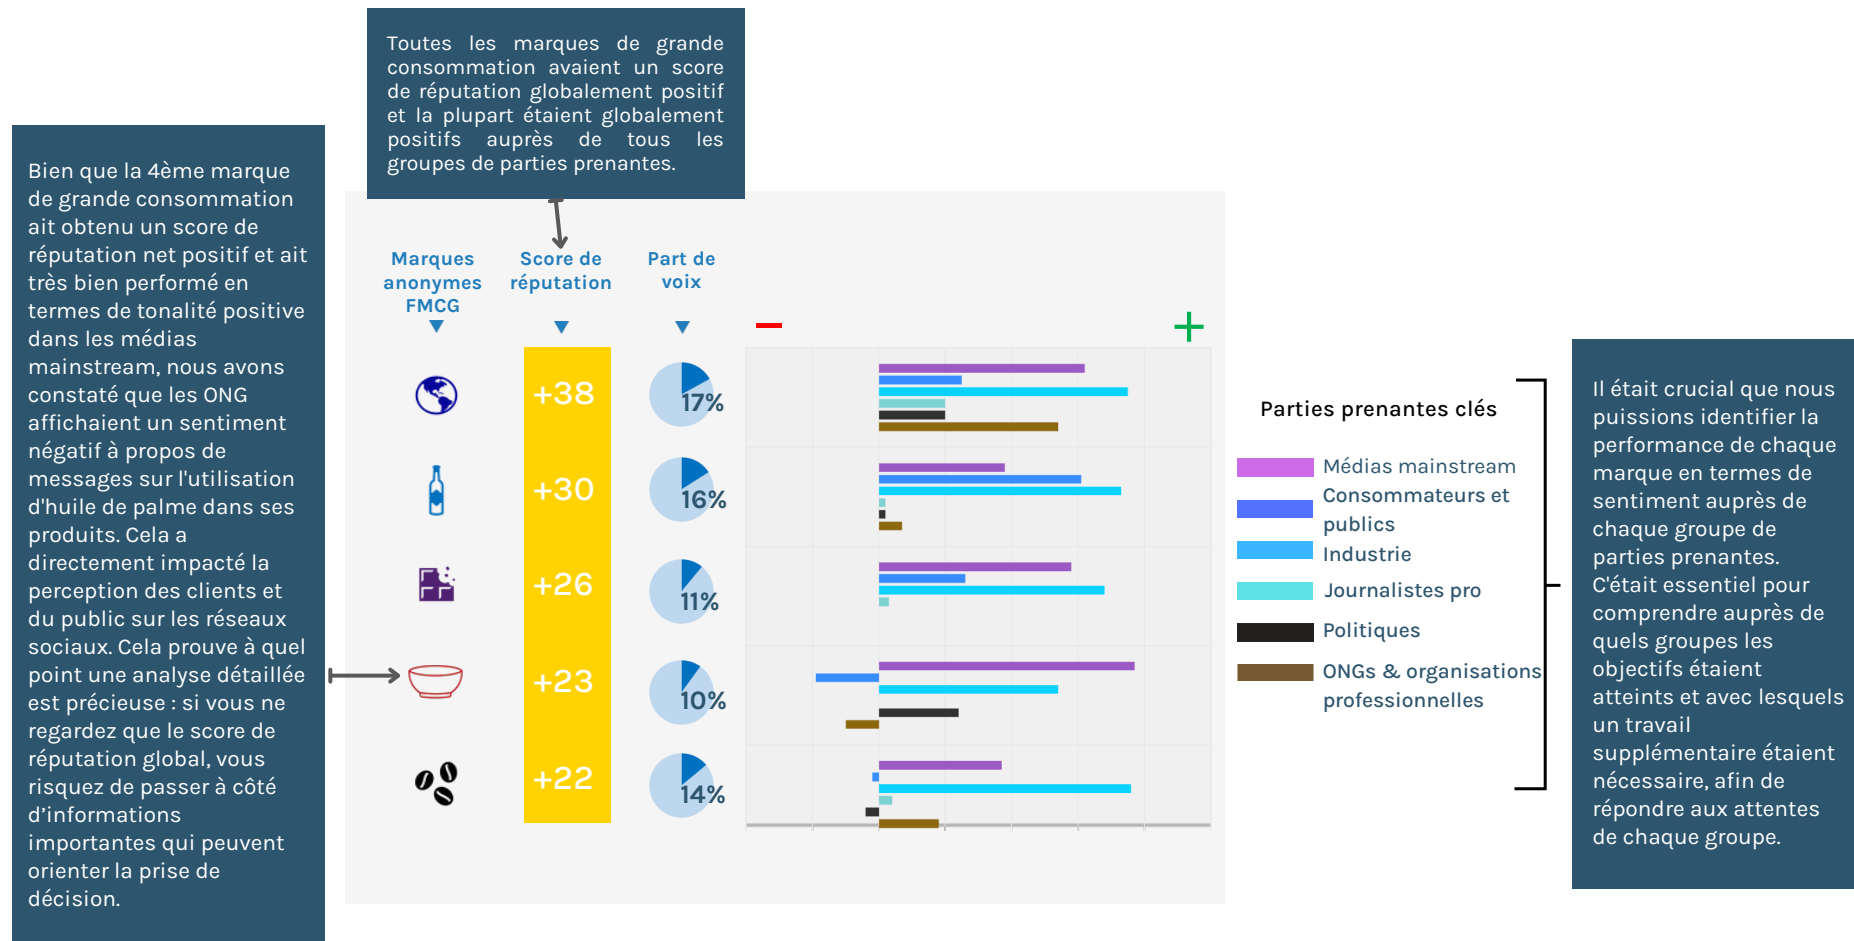 Toutes les marques de grande
consommation avaient un score
de réputation globalement positif
et la plupart étaient globalement
positifs auprès de tous les
groupes de parties prenantes.
Bien que la 4ème marque
de grande consommation
ait obtenu un score de
réputation net positif et ait
très bien performé en
termes de tonalité positive
dans les médias
mainstream, nous avons
constaté que les ONG
affichaient un sentiment
négatif à propos de
messages sur l'utilisation
d'huile de palme dans ses
produits. Cela a
directement impacté la
perception des clients et
du public sur les réseaux
sociaux. Cela prouve à quel
point une analyse détaillée
est précieuse : si vous ne
regardez que le score de
réputation global, vous
risquez de passer à côté
d’informations
importantes qui peuvent
orienter la prise de
décision.
Marques
anonymes
FMCG
Score de
réputation
Part de
voix
+38
17%
+30
16%
+26
11%
+23
10%
+22
14%
Parties prenantes clés
Médias mainstream
Consommateurs et
publics
Industrie
Journalistes pro
Politiques
ONGs & organisations
professionnelles
Il était crucial que nous
puissions identifier la
performance de chaque
marque en termes de
sentiment auprès de
chaque groupe de
parties prenantes.
C'était essentiel pour
comprendre auprès de
quels groupes les
objectifs étaient
atteints et avec lesquels
un travail
supplémentaire étaient
nécessaire, afin de
répondre aux attentes
de chaque groupe.